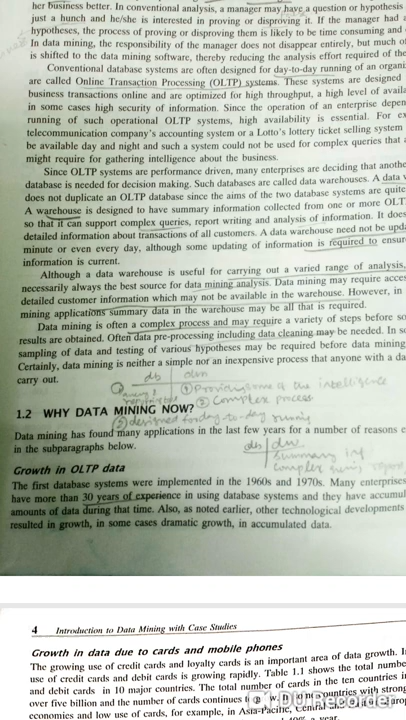 her business better. In conventional analysis, a manager may have a question or hypothesis
just a hunch and he/she is interested in proving or disproving it. If the manager had a
hypotheses, the process of proving or disproving them is likely to be time consuming and
In data mining, the responsibility of the manager does not disappear entirely, but much of
is shifted to the data mining software, thereby reducing the analysis effort required of the
Conventional database systems are often designed for day-to-day running of an organi
are called Online Transaction Processing (OLTP) systems. These systems are designed
business transactions online and are optimized for high throughput, a high level of availa
in some cases high security of information. Since the operation of an enterprise depen
running of such operational OLTP systems, high availability is essential. For ex
telecommunication company's accounting system or a Lotto's lottery ticket selling system
be available day and night and such a system could not be used for complex queries that
might require for gathering intelligence about the business.
Since OLTP systems are performance driven, many enterprises are deciding that anothe
database is needed for decision making. Such databases are called data warehouses. A data w
does not duplicate an OLTP database since the aims of the two database systems are quite
A warehouse is designed to have summary information collected from one or more OLT
so that it can support complex queries, report writing and analysis of information. It does
detailed information about transactions of all customers. A data warehouse need not be upda
minute or even every day, although some updating of information is required to ensur
information is current.
Although a data warehouse is useful for carrying out a varied range of analysis,
necessarily always the best source for data mining analysis. Data mining may require acces
detailed customer information which may not be available in the warehouse. However, in
mining applications summary data in the warehouse may be all that is required.
Data mining is often a complex process and may require a variety of steps before so
results are obtained. Often data pre-processing including data cleaning may be needed. In so
sampling of data and testing of various hypotheses may be required before data mining
Certainly, data mining is neither a simple nor an inexpensive process that anyone with a da
carry out.
② Complex process
1.2 WHY DATA MINING NOW?
designed for day-to-day running
Data mining has found many applications in the last few years for a number of reasons e
in the subparagraphs below.
Growth in OLTP data
The first database systems were implemented in the 1960s and 1970s. Many enterprises
have more than 30 years of experience in using database systems and they have accumul
amounts of data during that time. Also, as noted earlier, other technological developments
resulted in growth, in some cases dramatic growth, in accumulated data.
4 Introduction to Data Mining with Case Studies
Growth in data due to cards and mobile phones
The growing use of credit cards and loyalty cards is an important area of data growth. I
use of credit cards and debit cards is growing rapidly. Table 1.1 shows the numbe
and debit cards in 10 major countries. The total number of cards in the ten countries i
over five billion and the number of cards continues to grow. In some countries with strong
economies and low use of cards, for example, in Asia-Pacific, Central
DU Recorder